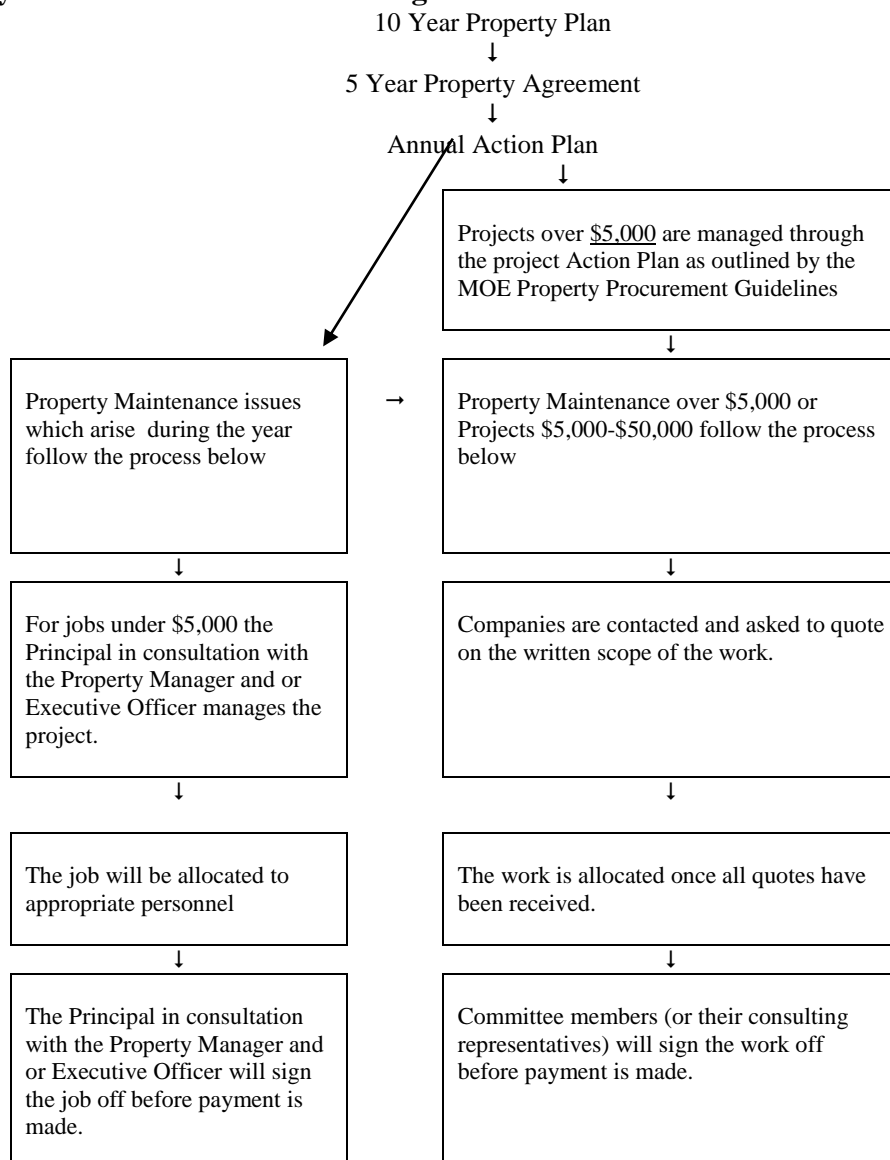 10 Year Property Plan
↓
5 Year Property Agreement
↓
Annual Action Plan
↓
Projects over $5,000 are managed through
the project Action Plan as outlined by the
MOE Property Procurement Guidelines
↓
Property Maintenance issues
which arise during the year
follow the process below
→
Property Maintenance over $5,000 or
Projects $5,000-$50,000 follow the process
below
↓
↓
For jobs under $5,000 the
Principal in consultation with
the Property Manager and or
Executive Officer manages the
project.
Companies are contacted and asked to quote
on the written scope of the work.
↓
↓
The job will be allocated to
appropriate personnel
The work is allocated once all quotes have
been received.
↓
↓
The Principal in consultation
with the Property Manager and
or Executive Officer will sign
the job off before payment is
made.
Committee members (or their consulting
representatives) will sign the work off
before payment is made.